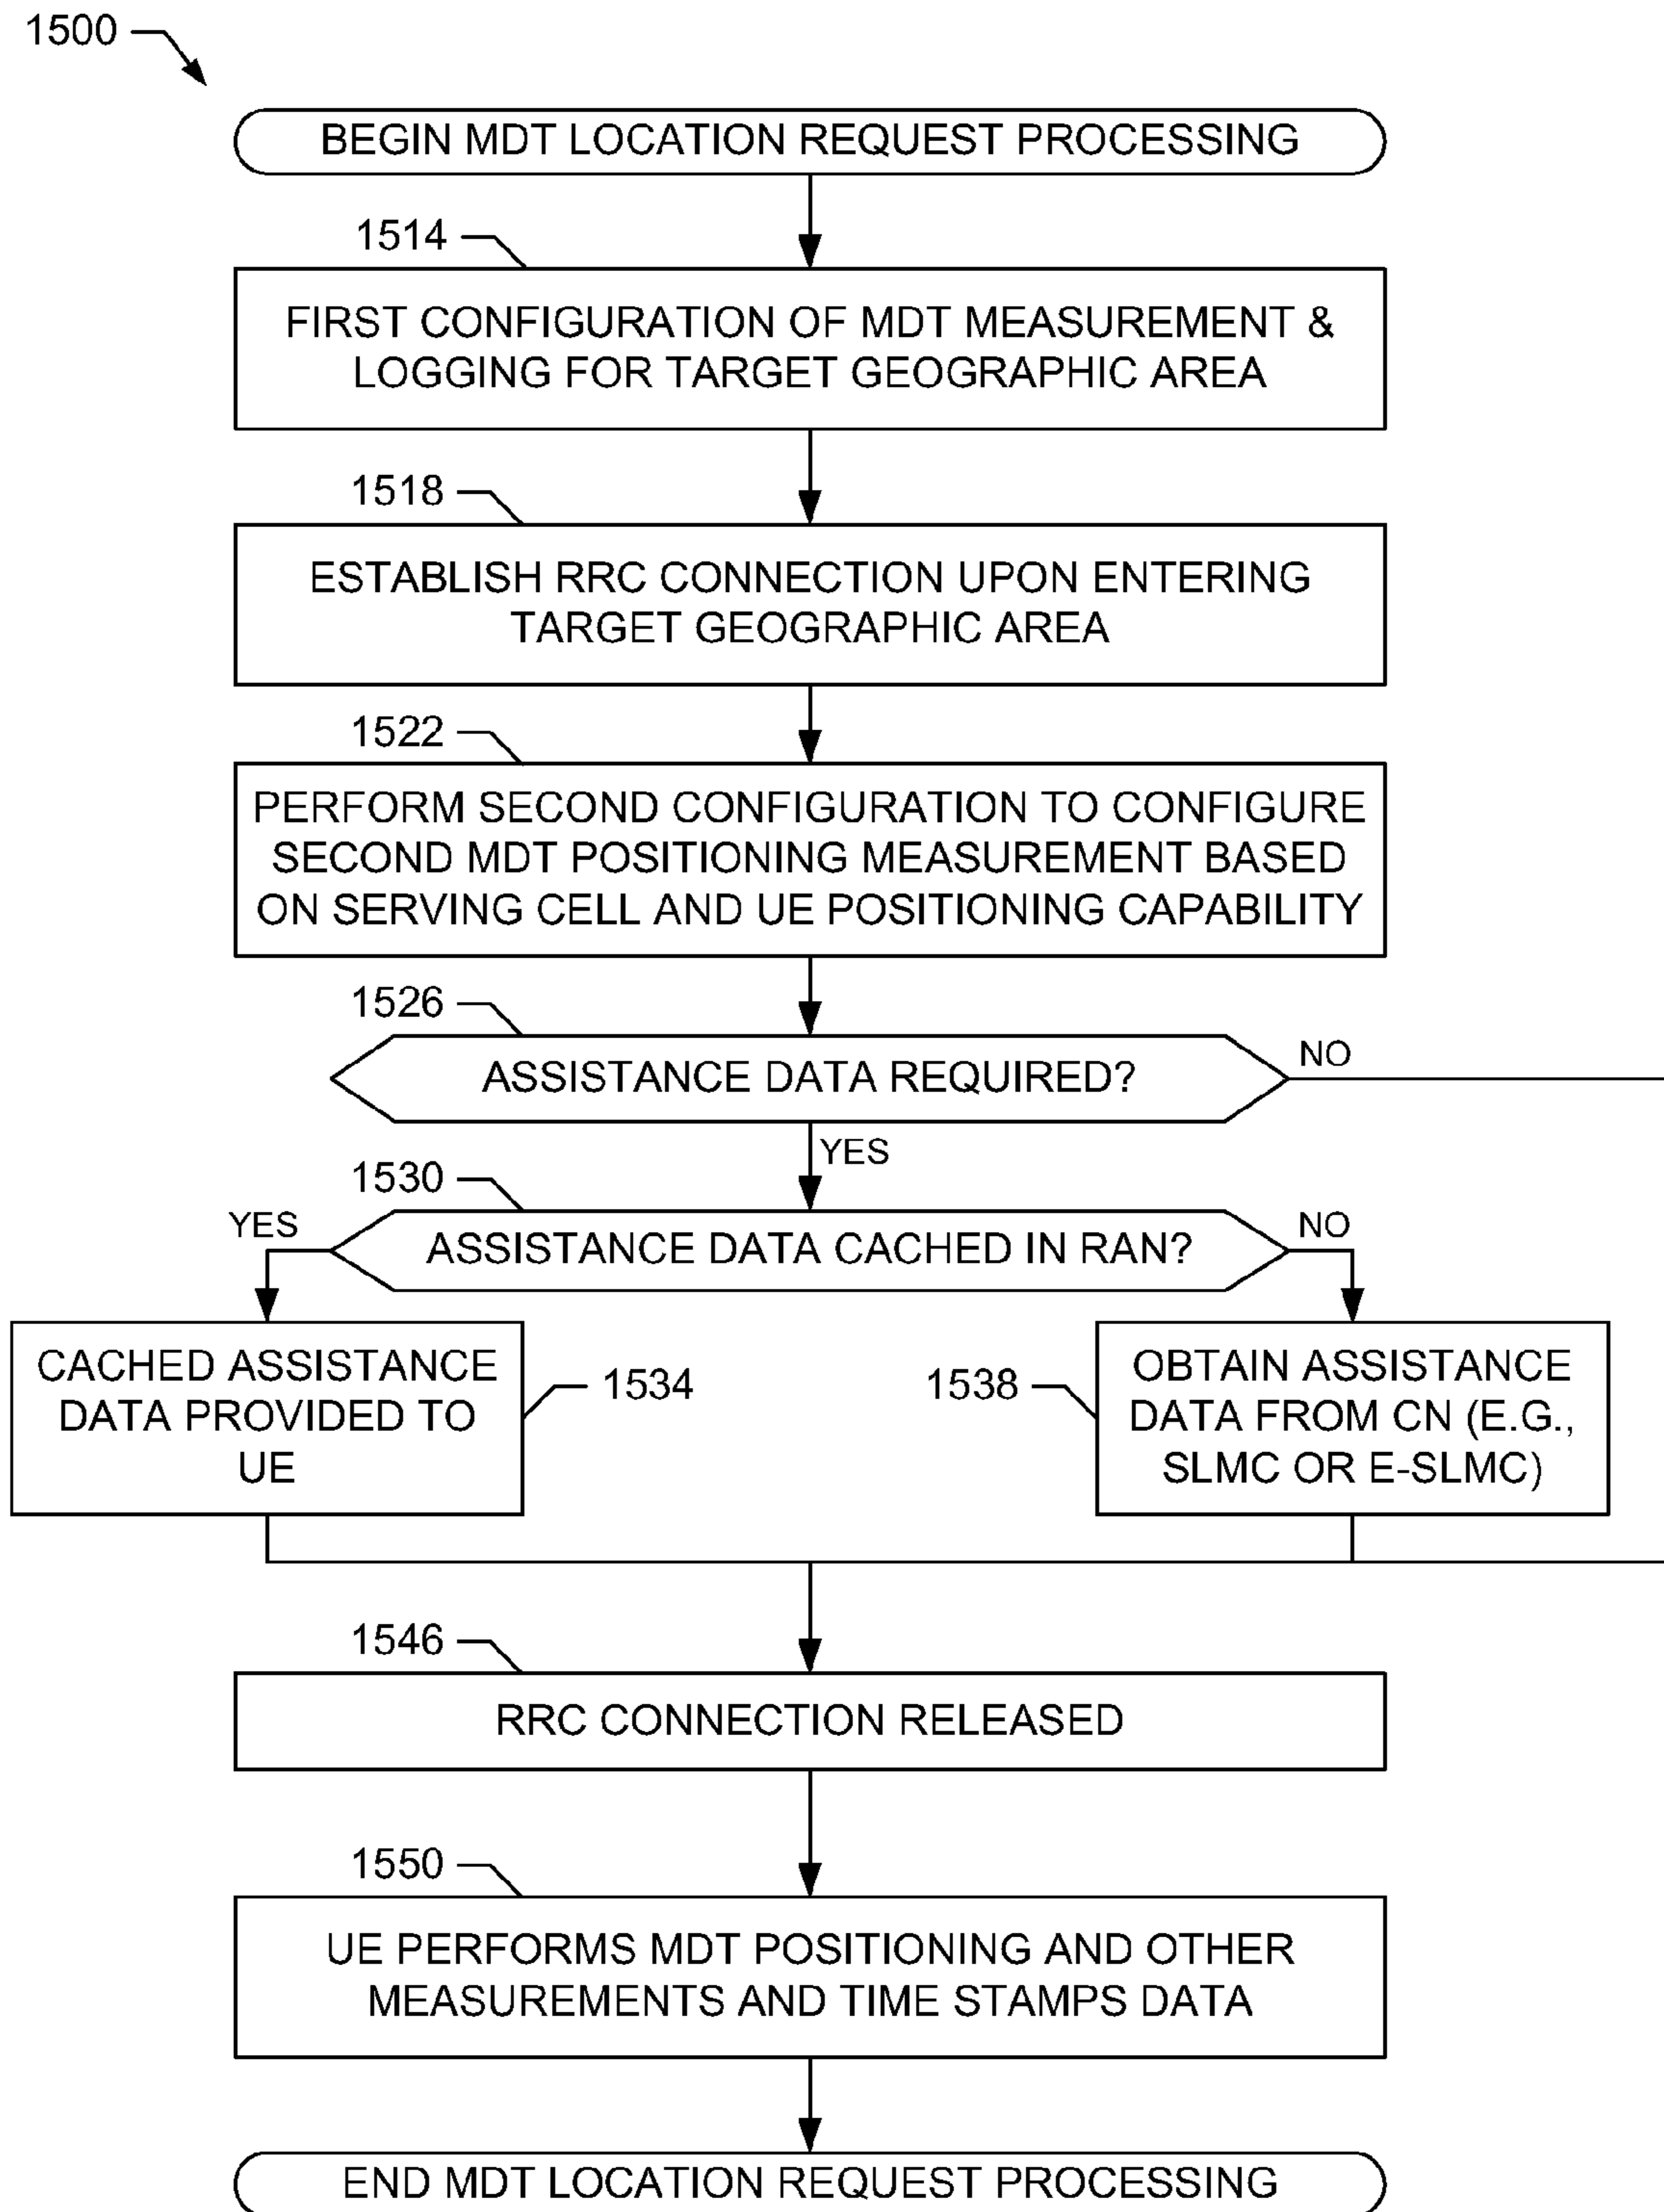 1500
BEGIN MDT LOCATION REQUEST PROCESSING
1514
FIRST CONFIGURATION OF MDT MEASUREMENT &
LOGGING FOR TARGET GEOGRAPHIC AREA
1518
ESTABLISH RRC CONNECTION UPON ENTERING
TARGET GEOGRAPHIC AREA
1522
PERFORM SECOND CONFIGURATION TO CONFIGURE
SECOND MDT POSITIONING MEASUREMENT BASED
ON SERVING CELL AND UE POSITIONING CAPABILITY
1526
ASSISTANCE DATA REQUIRED?
NO
YES
1530
YES
ASSISTANCE DATA CACHED IN RAN?
NO
CACHED ASSISTANCE
DATA PROVIDED TO
UE
1534
1538
OBTAIN ASSISTANCE
DATA FROM CN (E.G.,
SLMC OR E-SLMC)
1546
RRC CONNECTION RELEASED
1550
UE PERFORMS MDT POSITIONING AND OTHER
MEASUREMENTS AND TIME STAMPS DATA
END MDT LOCATION REQUEST PROCESSING